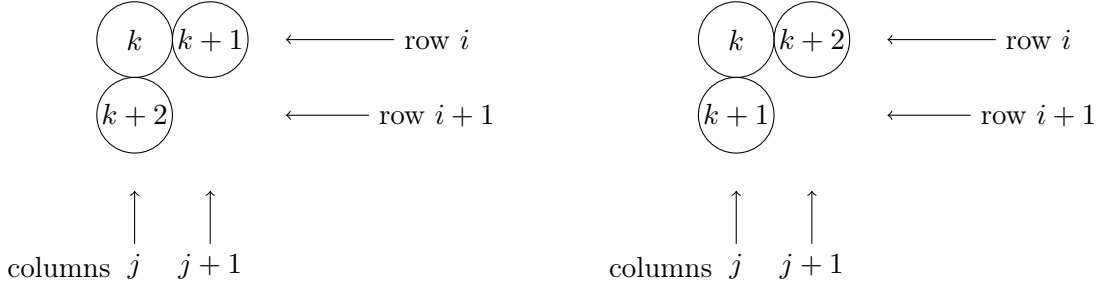 k k + 1 row i
k + 2 row i + 1
columns j j + 1
k k + 2 row i
k + 1 row i + 1
columns j j + 1